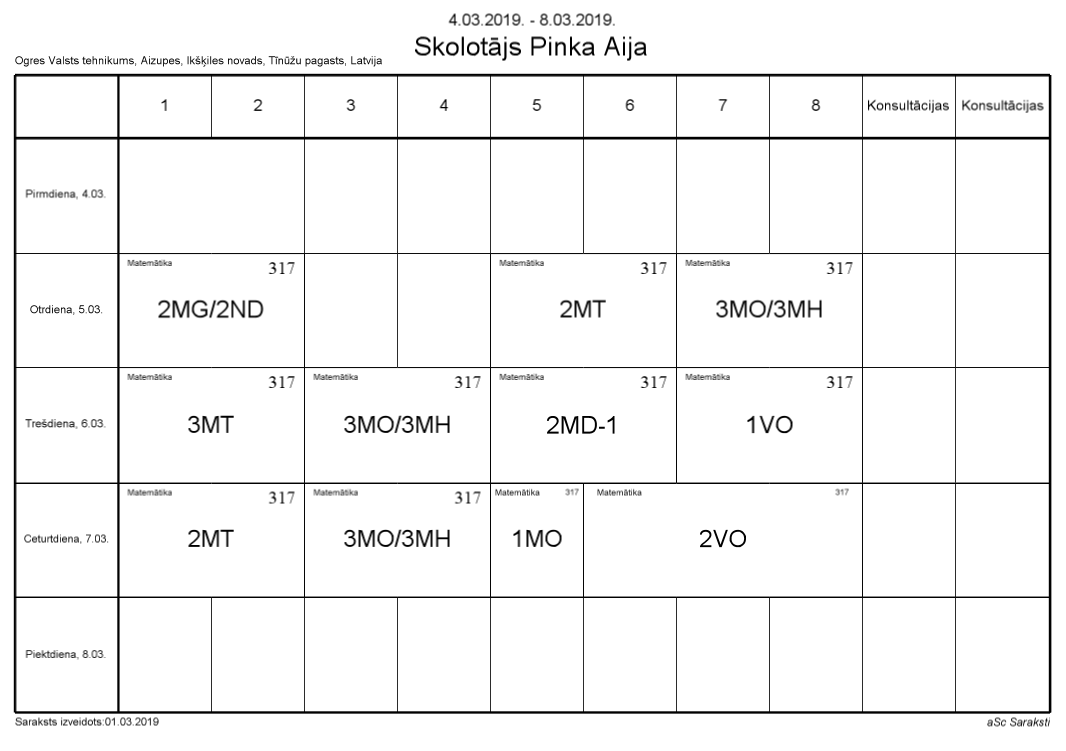 4.03.2019. - 8.03.2019.
Skolotājs Pinka Aija
Ogres Valsts tehnikums, Aizupes, Ikšķiles novads, Tīnūžu pagasts, Latvija
1 2 3 4 5 6 7 8 Konsultācijas Konsultācijas
Pirmdiena, 4.03.
Matemātika 317 Matemātika 317 Matemātika 317
Otrdiena, 5.03. 2MG/2ND 2MT 3MO/3MH
Matemātika 317 Matemātika 317 Matemātika 317 Matemātika 317
Trešdiena, 6.03. 3MT 3MO/3MH 2MD-1 1VO
Matemātika 317 Matemātika 317 Matemātika 317 Matemātika 317
Ceturtdiena, 7.03. 2MT 3MO/3MH 1MO 2VO
Piektdiena, 8.03.
Saraksts izveidots:01.03.2019 aSc Saraksti